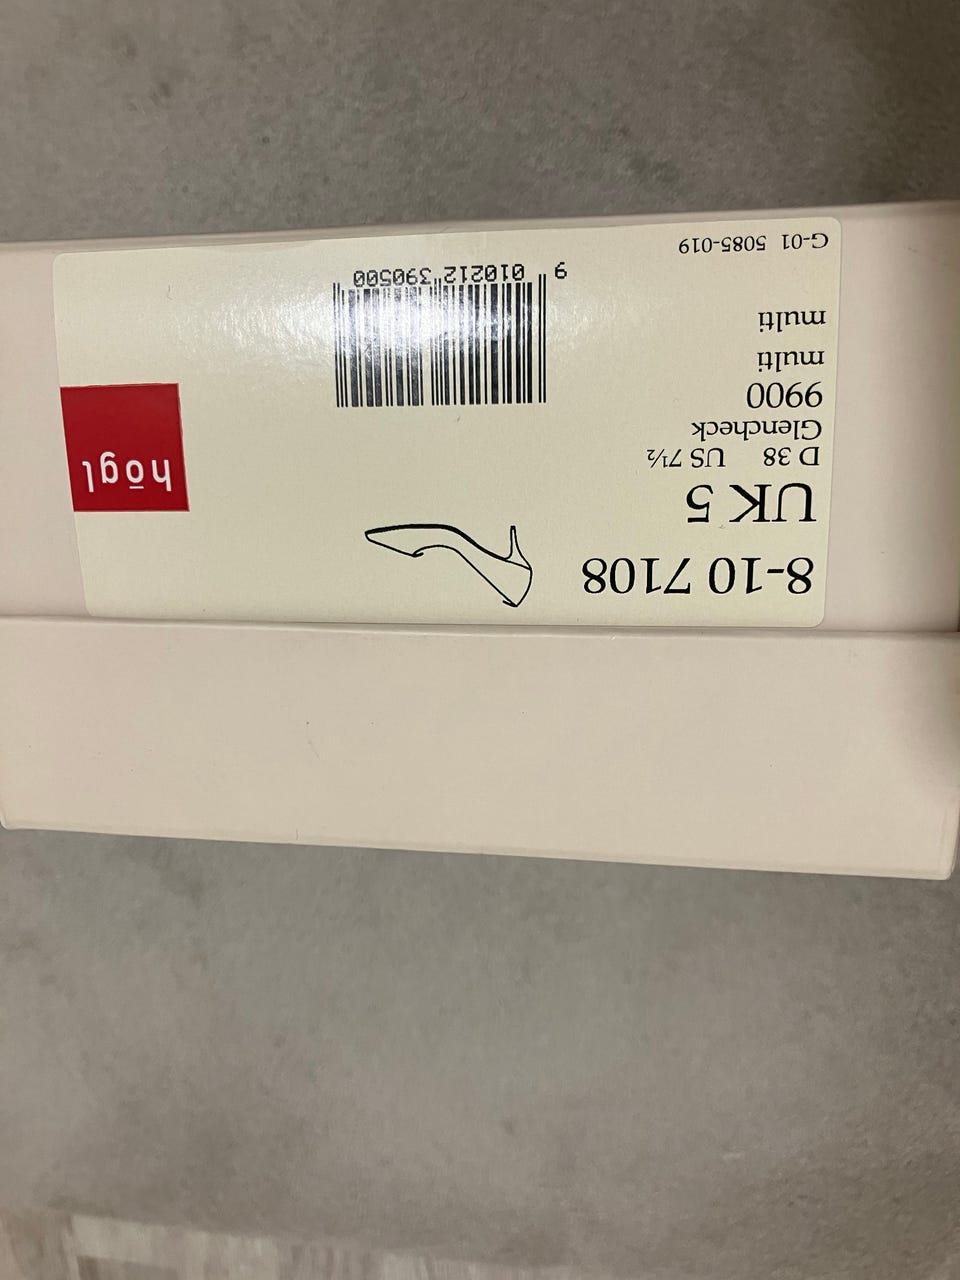 8-10 7108
UK 5
D 38 US 7½
Glencheck
9900
multi
multi
G-01 5085-019
högl
9 010212 390500